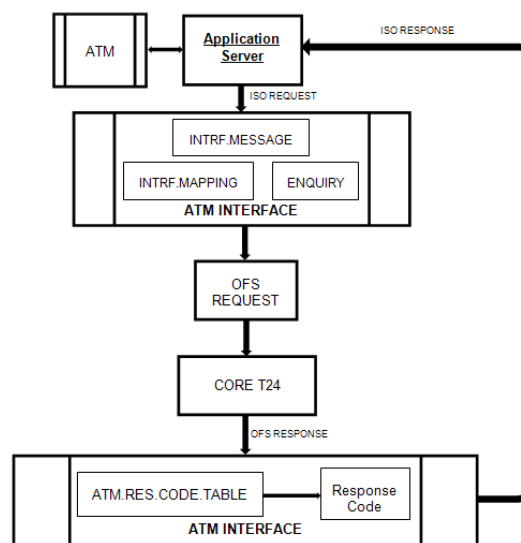 ISO RESPONSE
ATM
Application
Server
ISO REQUEST
INTRF.MESSAGE
INTRF.MAPPING
ENQUIRY
ATM INTERFACE
OFS
REQUEST
CORE T24
OFS RESPONSE
ATM.RES.CODE.TABLE
Response
Code
ATM INTERFACE